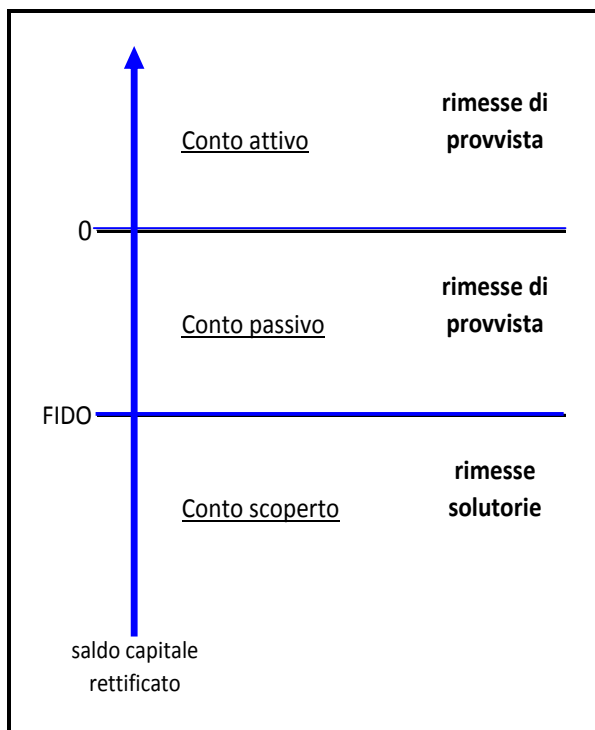 rimesse di
provvista
Conto attivo
0
rimesse di
provvista
Conto passivo
FIDO
rimesse
solutorie
Conto scoperto
saldo capitale
rettificato